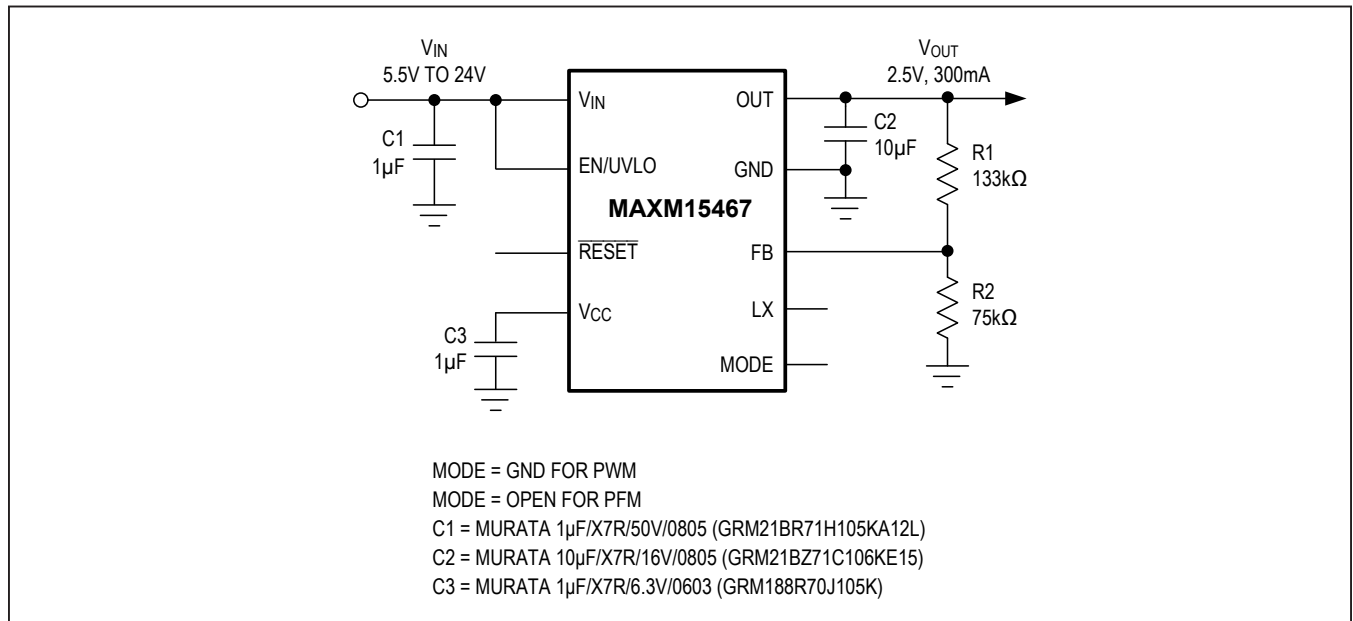 VIN
5.5V TO 24V
VOUT
2.5V, 300mA
C1
1µF
VIN
EN/UVLO
RESET
VCC
C3
1µF
MAXM15467
OUT
GND
FB
LX
MODE
C2
10µF
R1
133kΩ
R2
75kΩ
MODE = GND FOR PWM
MODE = OPEN FOR PFM
C1 = MURATA 1µF/X7R/50V/0805 (GRM21BR71H105KA12L)
C2 = MURATA 10µF/X7R/16V/0805 (GRM21BZ71C106KE15)
C3 = MURATA 1µF/X7R/6.3V/0603 (GRM188R70J105K)